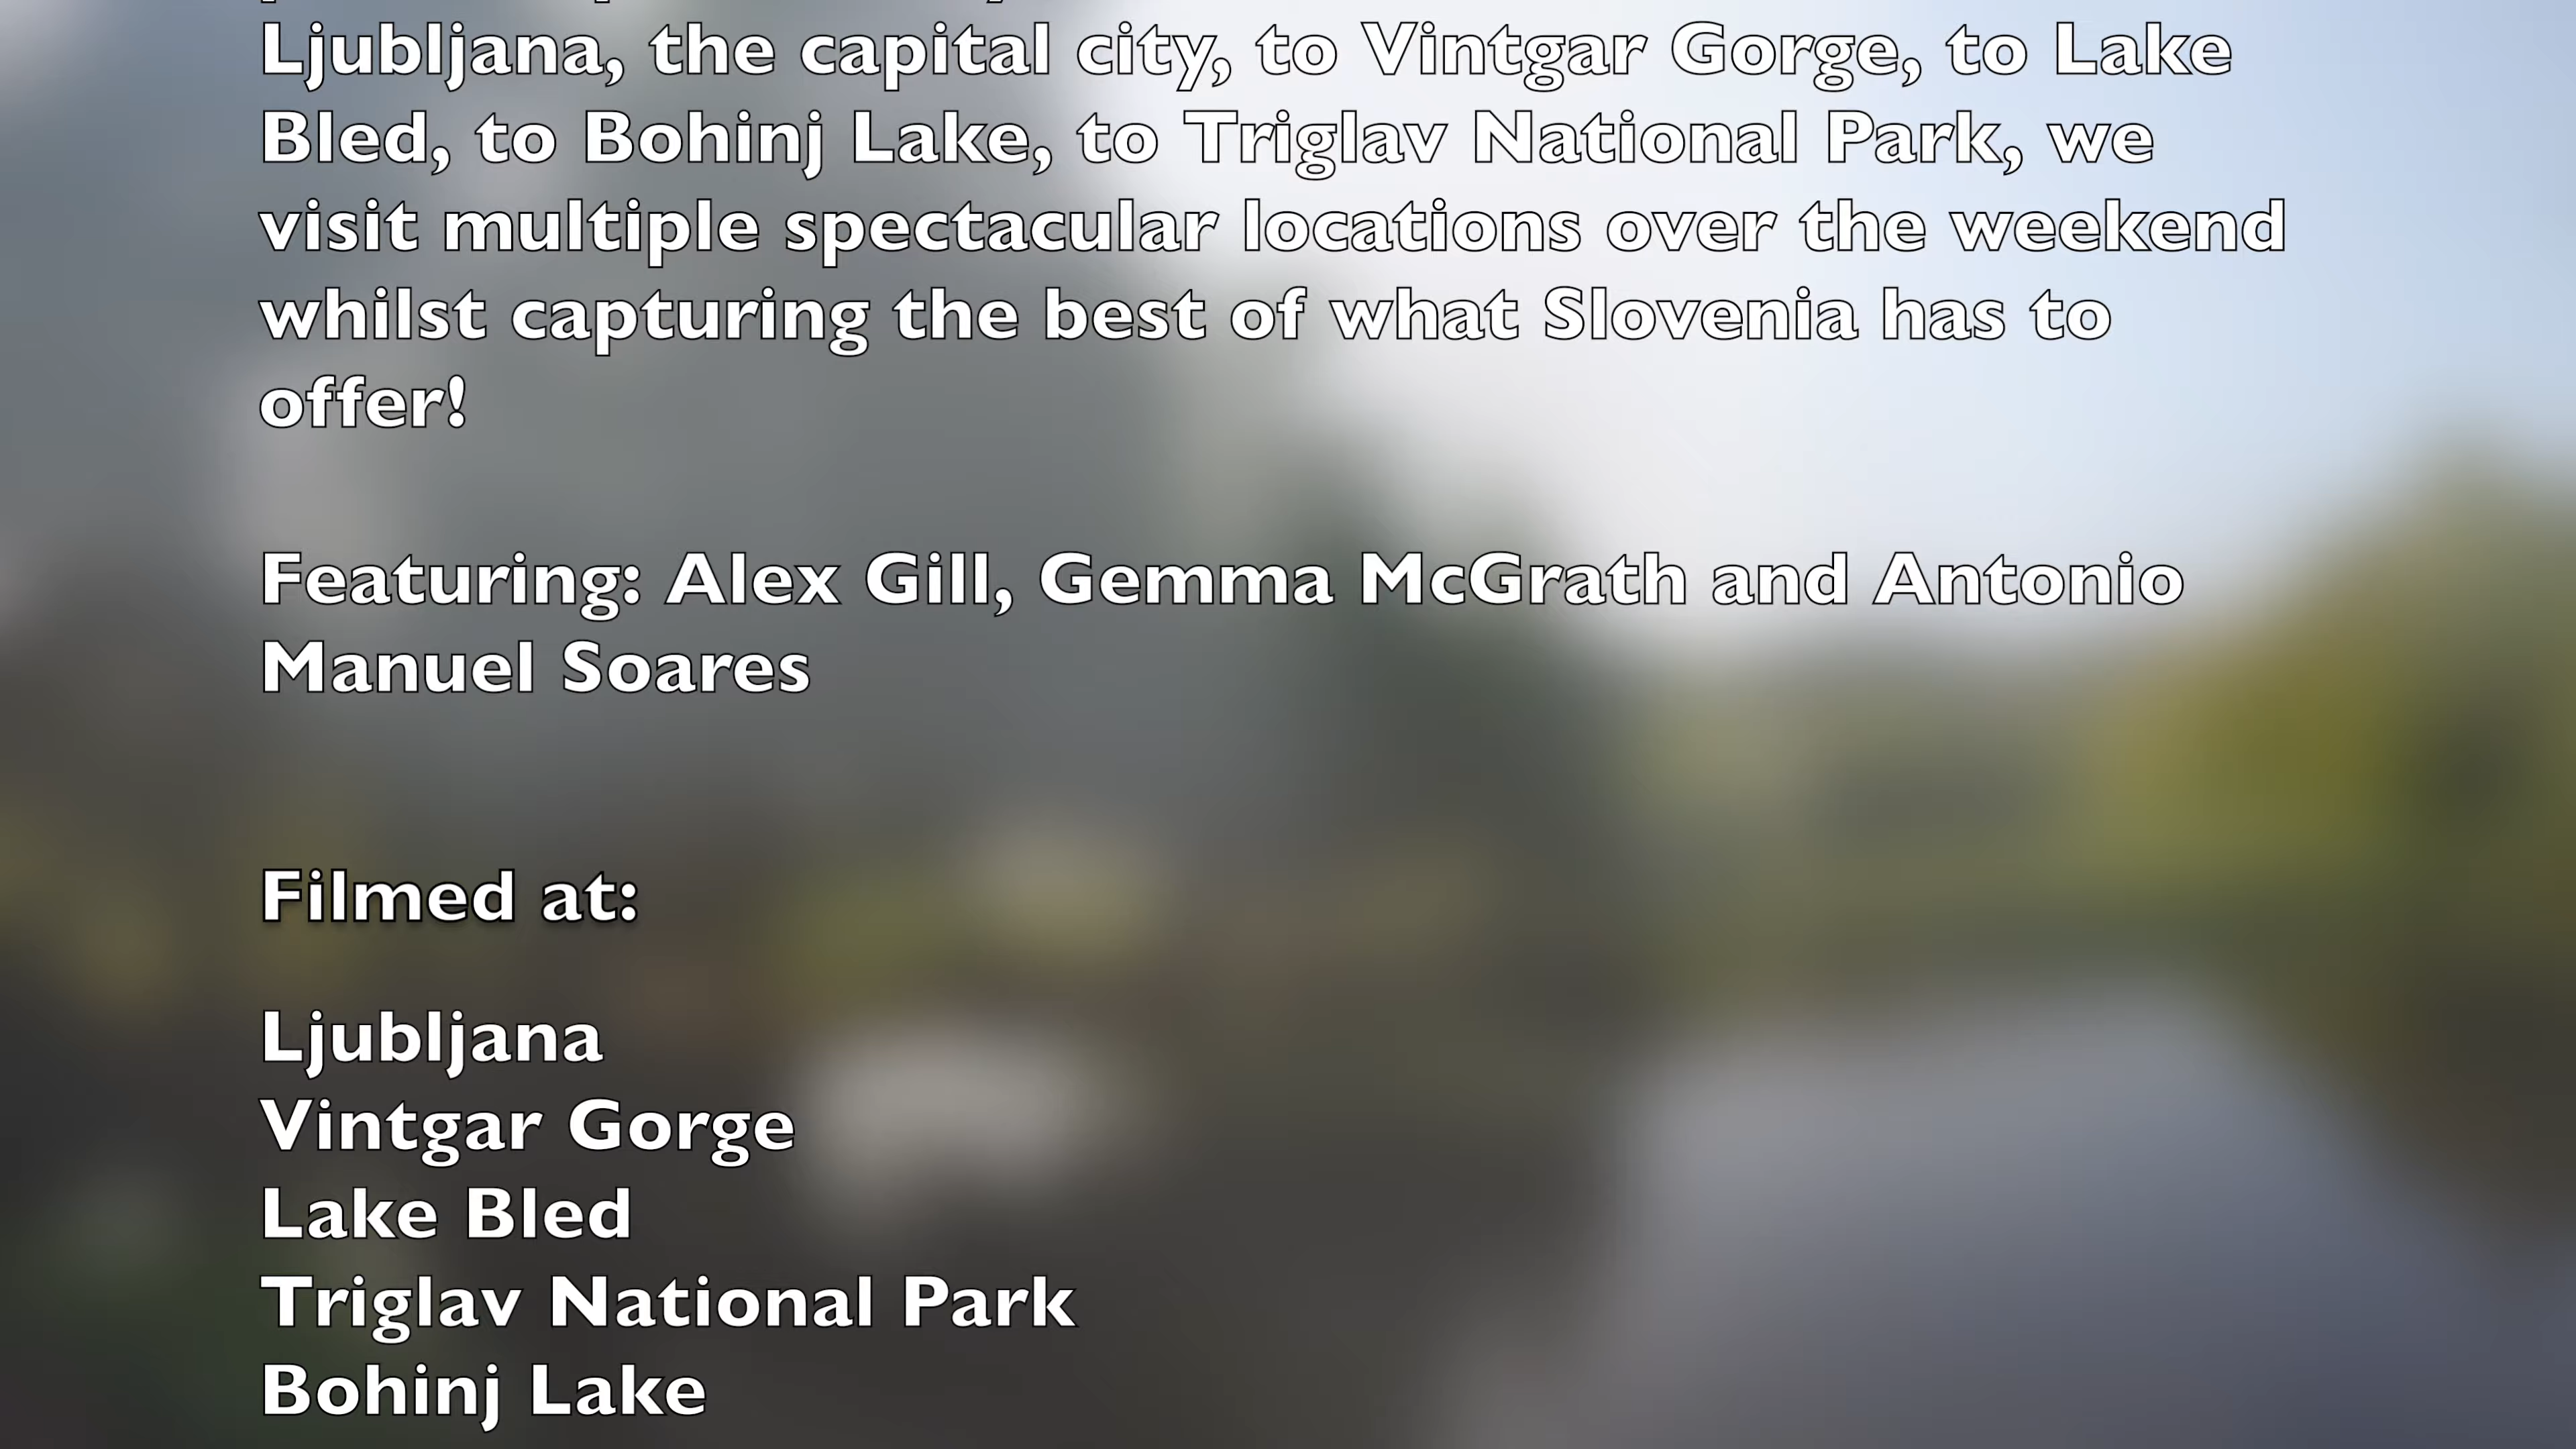 Ljubljana, the capital city, to Vintgar Gorge, to Lake
Bled, to Bohinj Lake, to Triglav National Park, we
visit multiple spectacular locations over the weekend
whilst capturing the best of what Slovenia has to
offer!
Featuring: Alex Gill, Gemma McGrath and Antonio
Manuel Soares
Filmed at:
Ljubljana
Vintgar Gorge
Lake Bled
Triglav National Park
Bohinj Lake